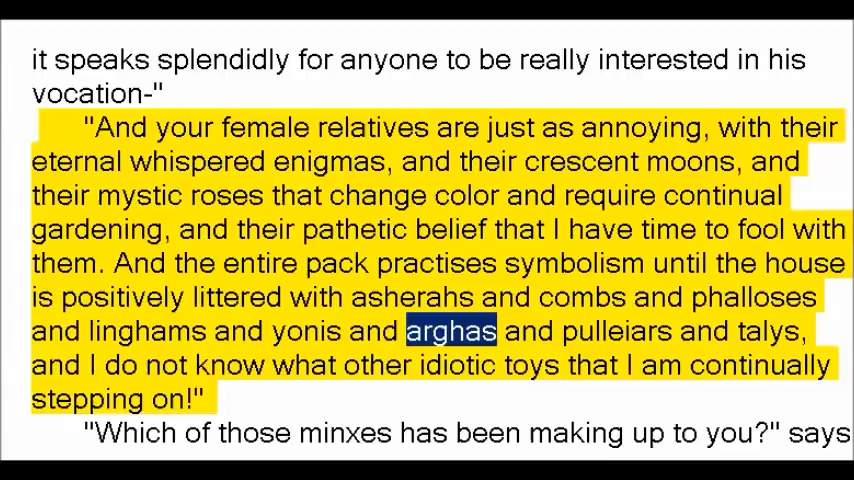 it speaks splendidly for anyone to be really interested in his
vocation-"
"And your female relatives are just as annoying, with their
eternal whispered enigmas, and their crescent moons, and
their mystic roses that change color and require continual
gardening, and their pathetic belief that I have time to fool with
them. And the entire pack practises symbolism until the house
is positively littered with asherahs and combs and phalloses
and linghams and yonis and arghas and pulleiars and talys,
and I do not know what other idiotic toys that I am continually
stepping on!"
"Which of those minxes has been making up to you?" says